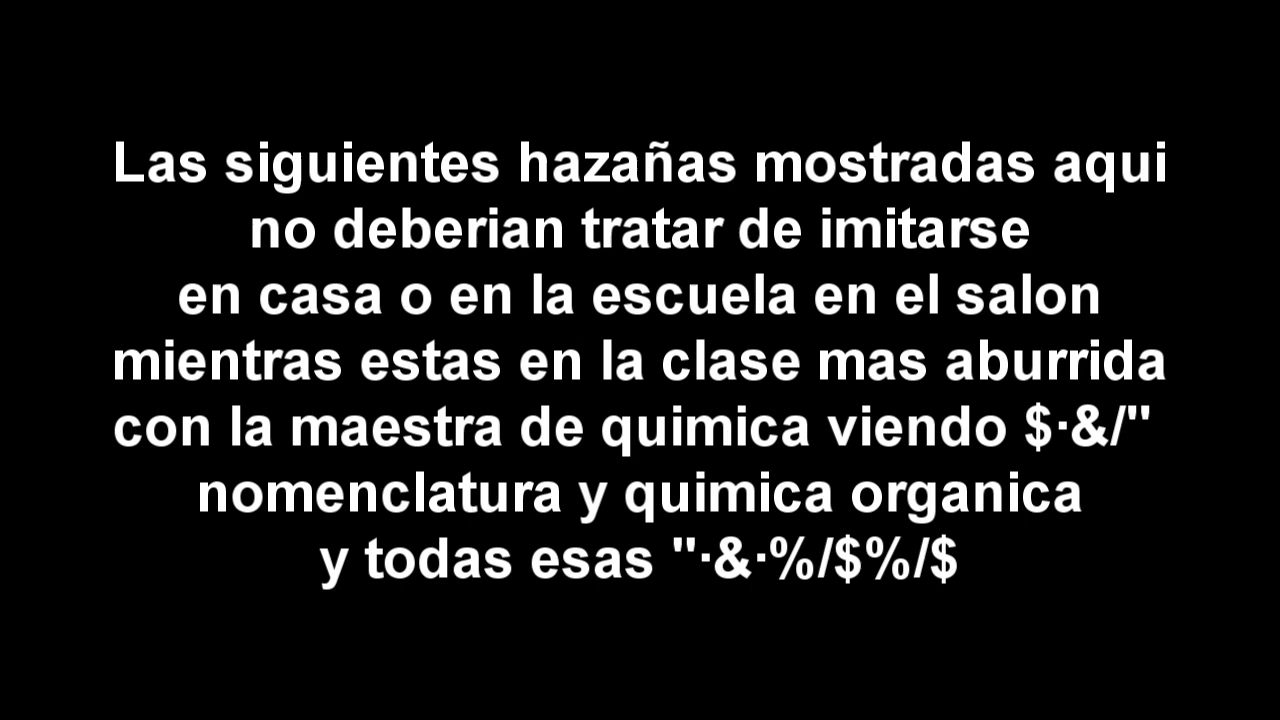 Las siguientes hazañas mostradas aqui
no deberian tratar de imitarse
en casa o en la escuela en el salon
mientras estas en la clase mas aburrida
con la maestra de quimica viendo $·&/"
nomenclatura y quimica organica
y todas esas "·&·%/$%/$